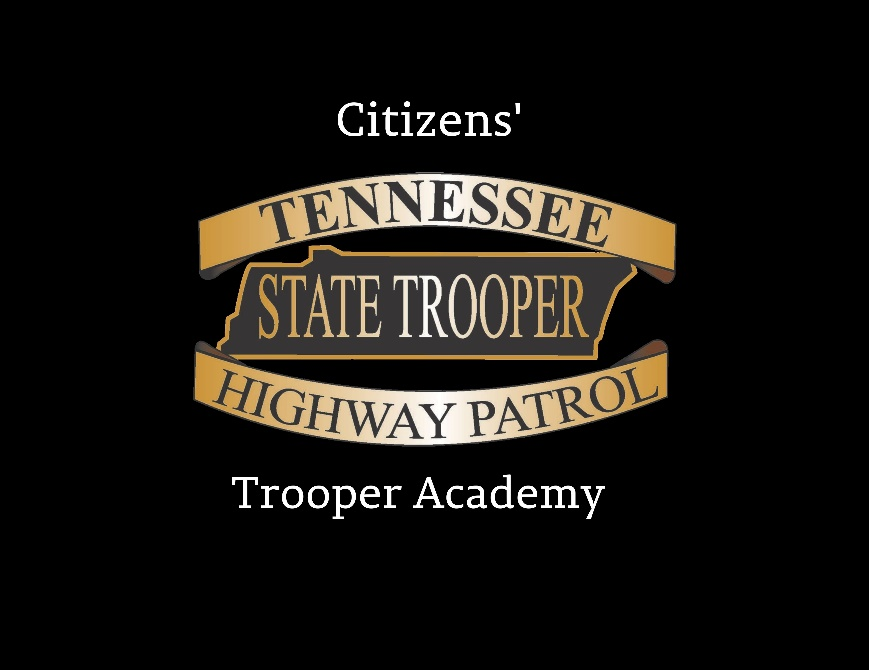 Citizens'
TENNESSEE
STATE TROOPER
HIGHWAY PATROL
Trooper Academy